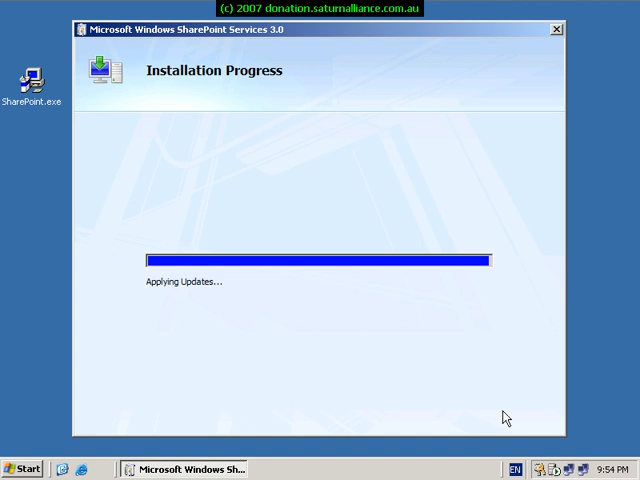 (c) 2007 donation.saturnalliance.com.au
Microsoft Windows SharePoint Services 3.0
Installation Progress
SharePoint.exe
Applying Updates...
Start
Microsoft Windows Sh...
EN
9:54 PM